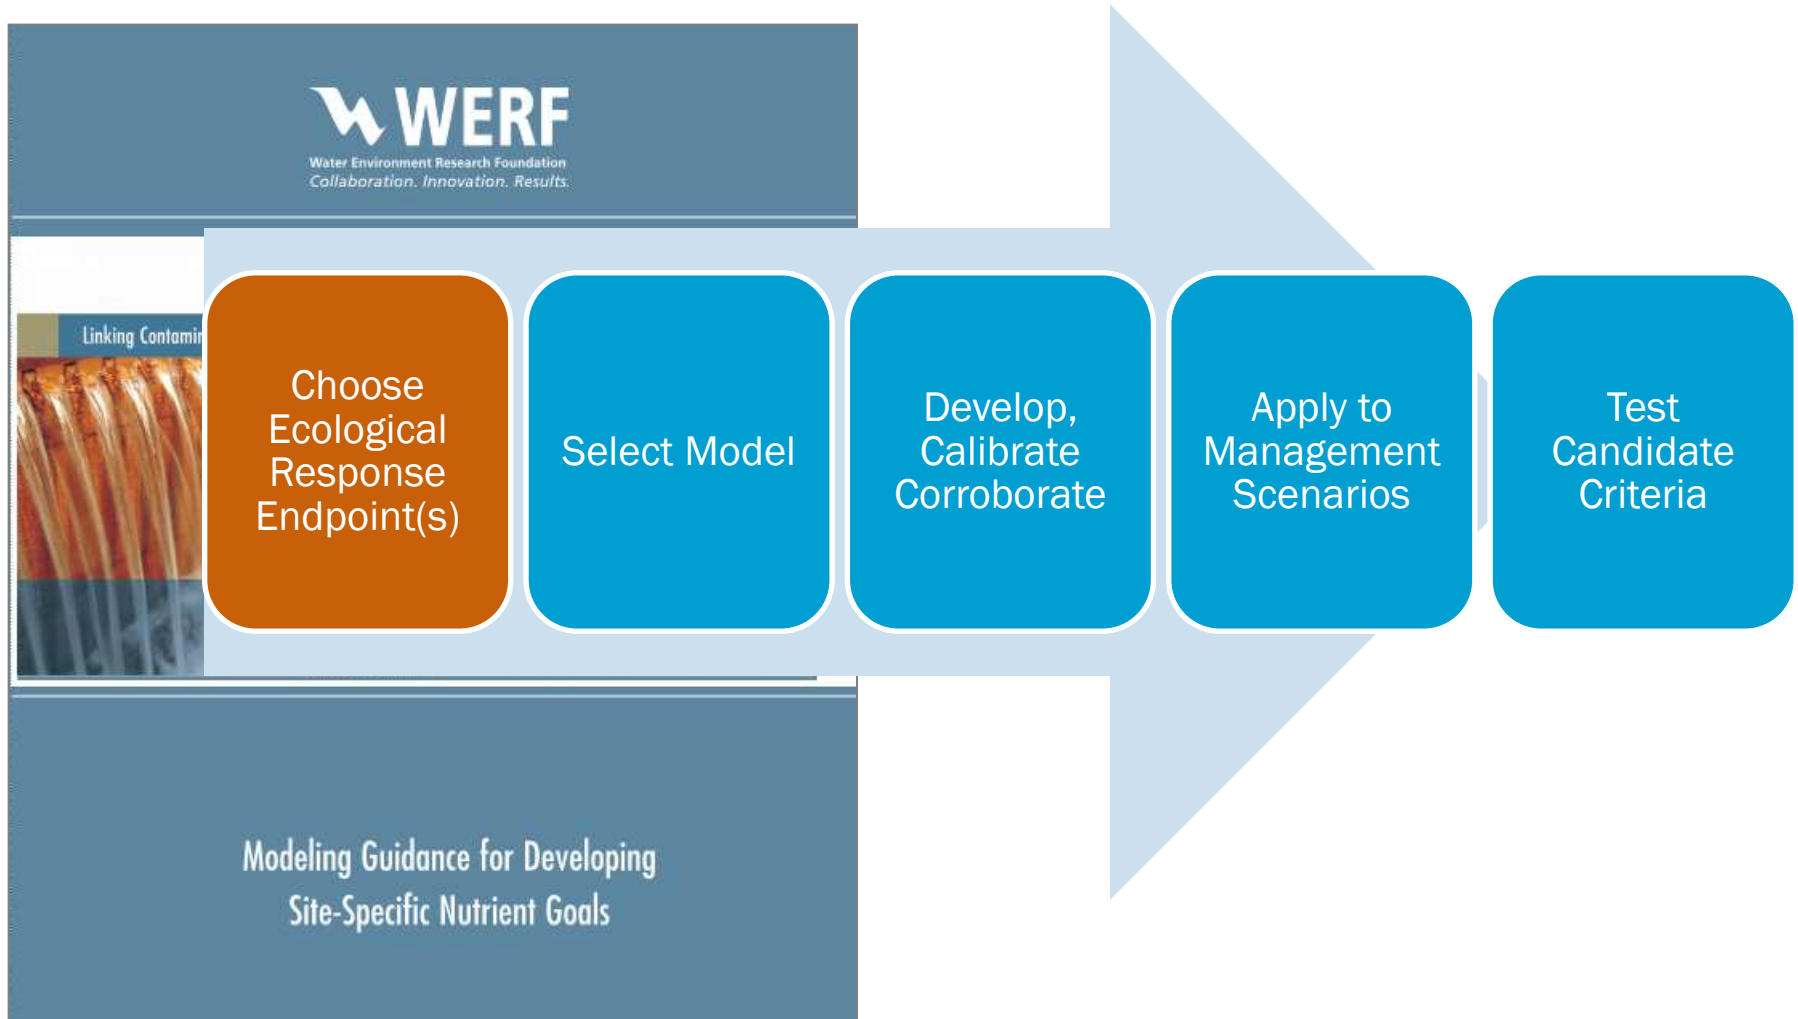 WERF
Water Environment Research Foundation
Collaboration. Innovation. Results.
Linking
Choose
Ecological
Response
Endpoint(s)
Select Model
Develop,
Calibrate
Corroborate
Apply to
Management
Scenarios
Test
Candidate
Criteria
Modeling Guidance for Developing
Site-Specific Nutrient Goals